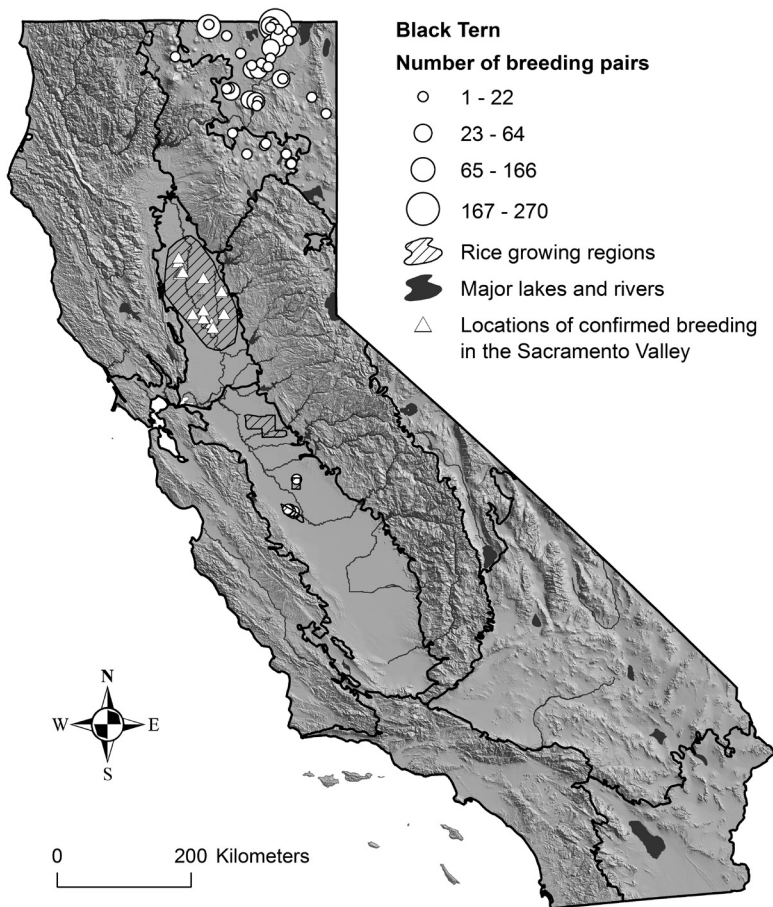 Black Tern
Number of breeding pairs
1 - 22
23 - 64
65 - 166
167 - 270
Rice growing regions
Major lakes and rivers
Locations of confirmed breeding
in the Sacramento Valley
N
W E
S
0 200 Kilometers